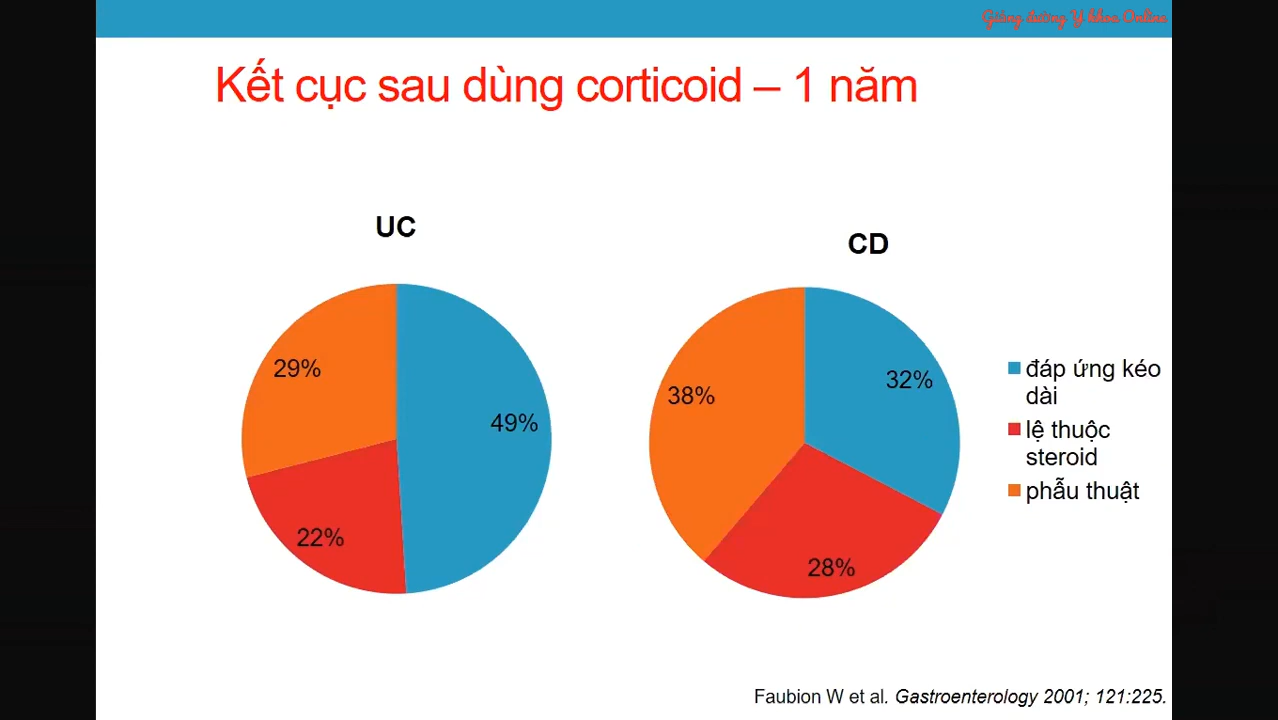 Giảng đường Y khoa Online
Kết cục sau dùng corticoid – 1 năm
UC
29%
49%
22%
CD
38%
32%
28%
đáp ứng kéo
dài
lệ thuộc
steroid
phẫu thuật
Faubion W et al. Gastroenterology 2001; 121:225.